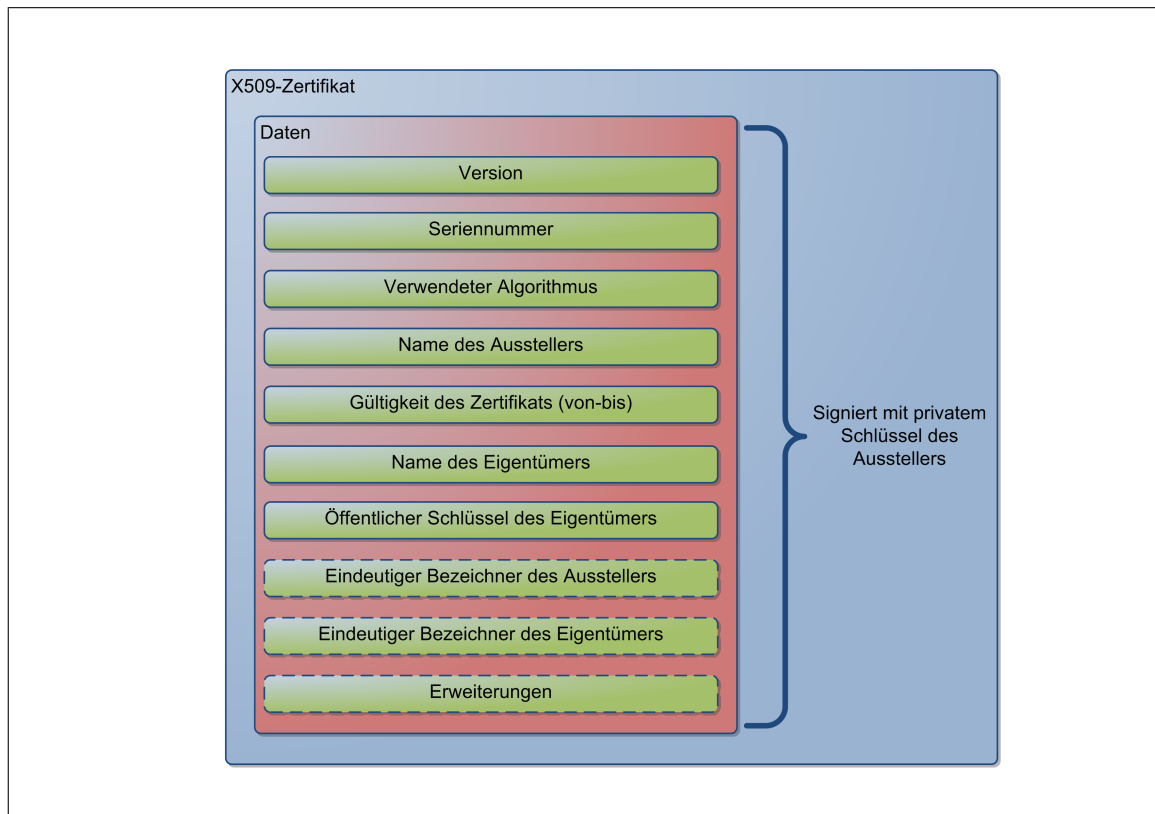 X509-Zertifikat
Daten
Version
Seriennummer
Verwendeter Algorithmus
Name des Ausstellers
Gültigkeit des Zertifikats (von-bis)
Name des Eigentümers
Öffentlicher Schlüssel des Eigentümers
Eindeutiger Bezeichner des Ausstellers
Eindeutiger Bezeichner des Eigentümers
Erweiterungen
Signiert mit privatem
Schlüssel des
Ausstellers